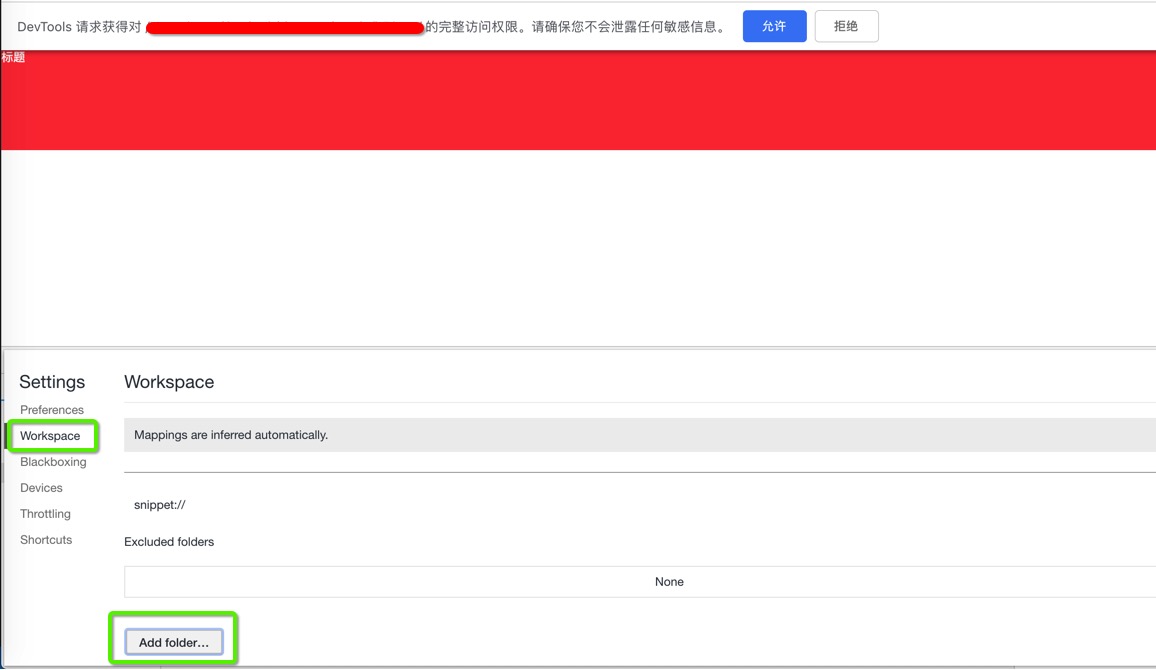 DevTools 请求获得对 的完整访问权限。请确保您不会泄露任何敏感信息。 允许 拒绝
标题
Settings
Workspace
Preferences
Workspace
Mappings are inferred automatically.
Blackboxing
Devices
snippet://
Throttling
Shortcuts
Excluded folders
None
Add folder…